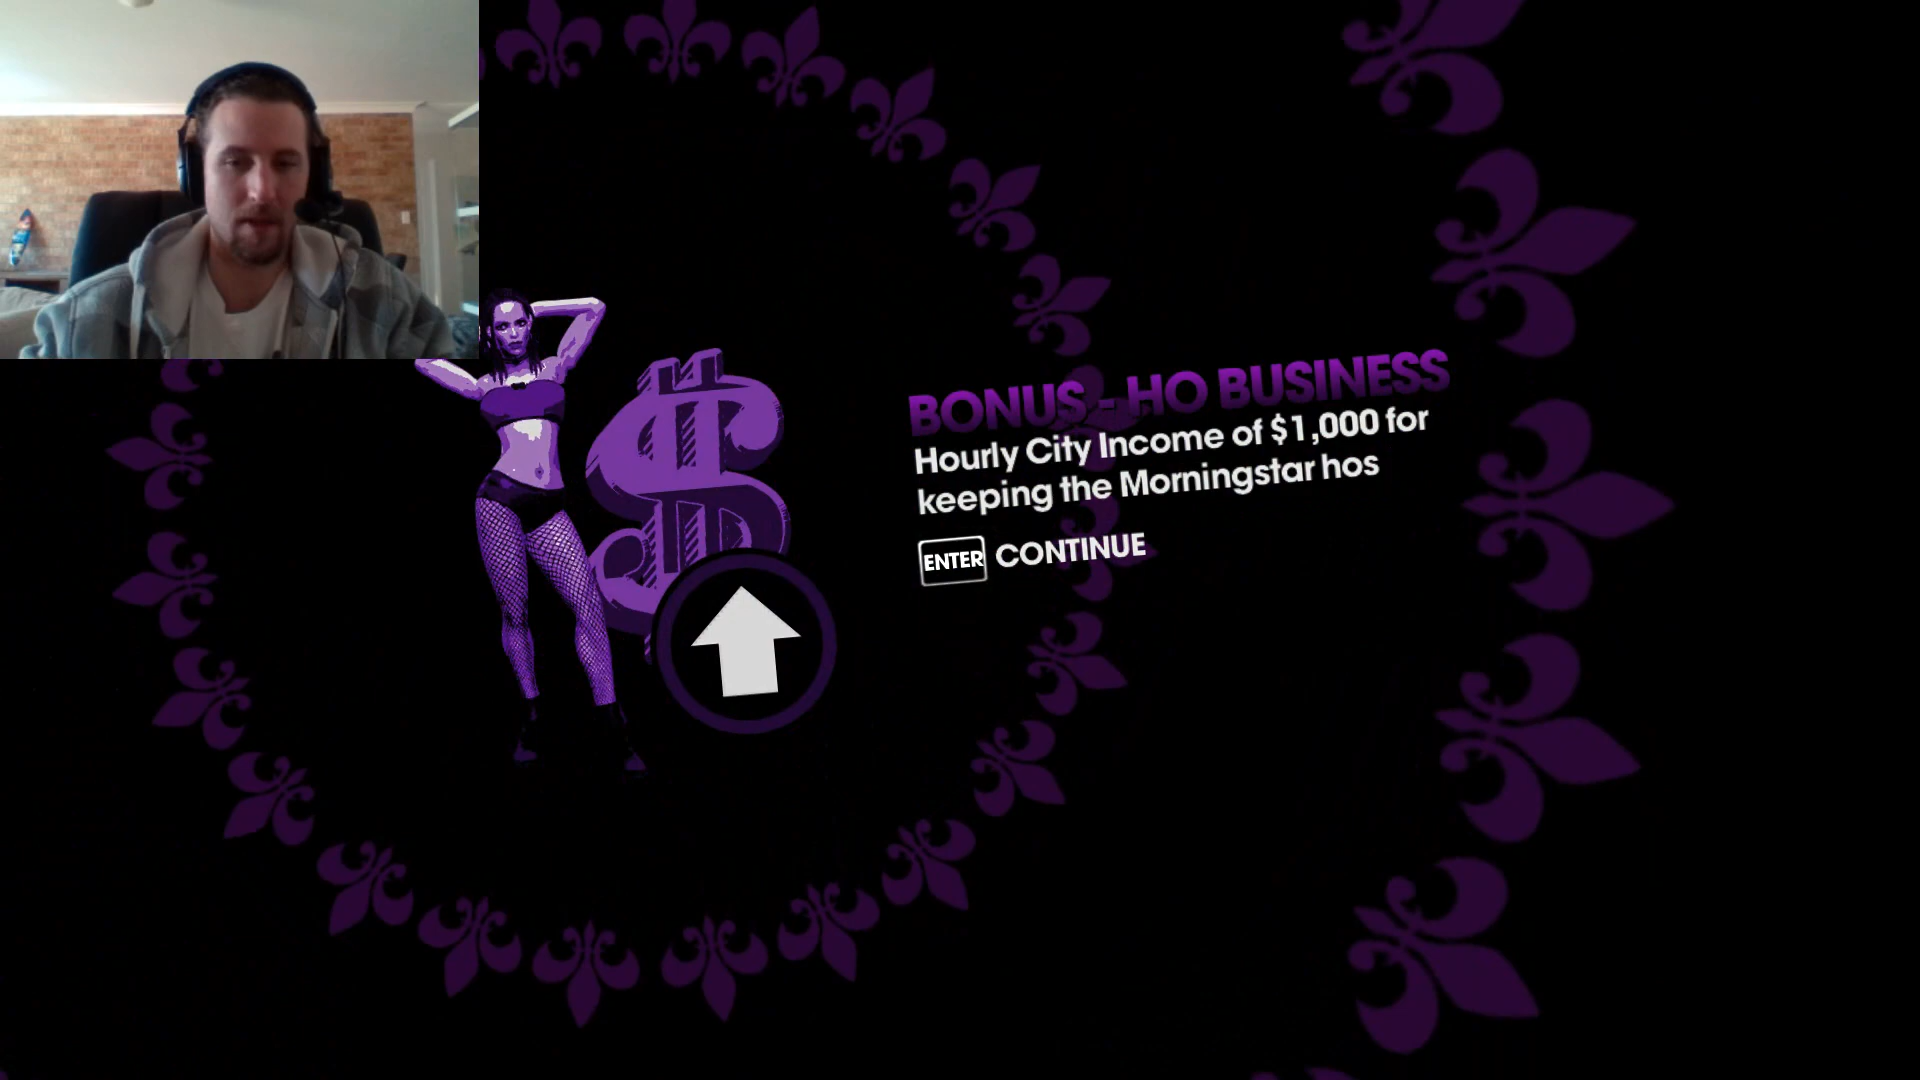 BONUS - HO BUSINESS
Hourly City Income of $1,000 for
keeping the Morningstar hos
ENTER CONTINUE